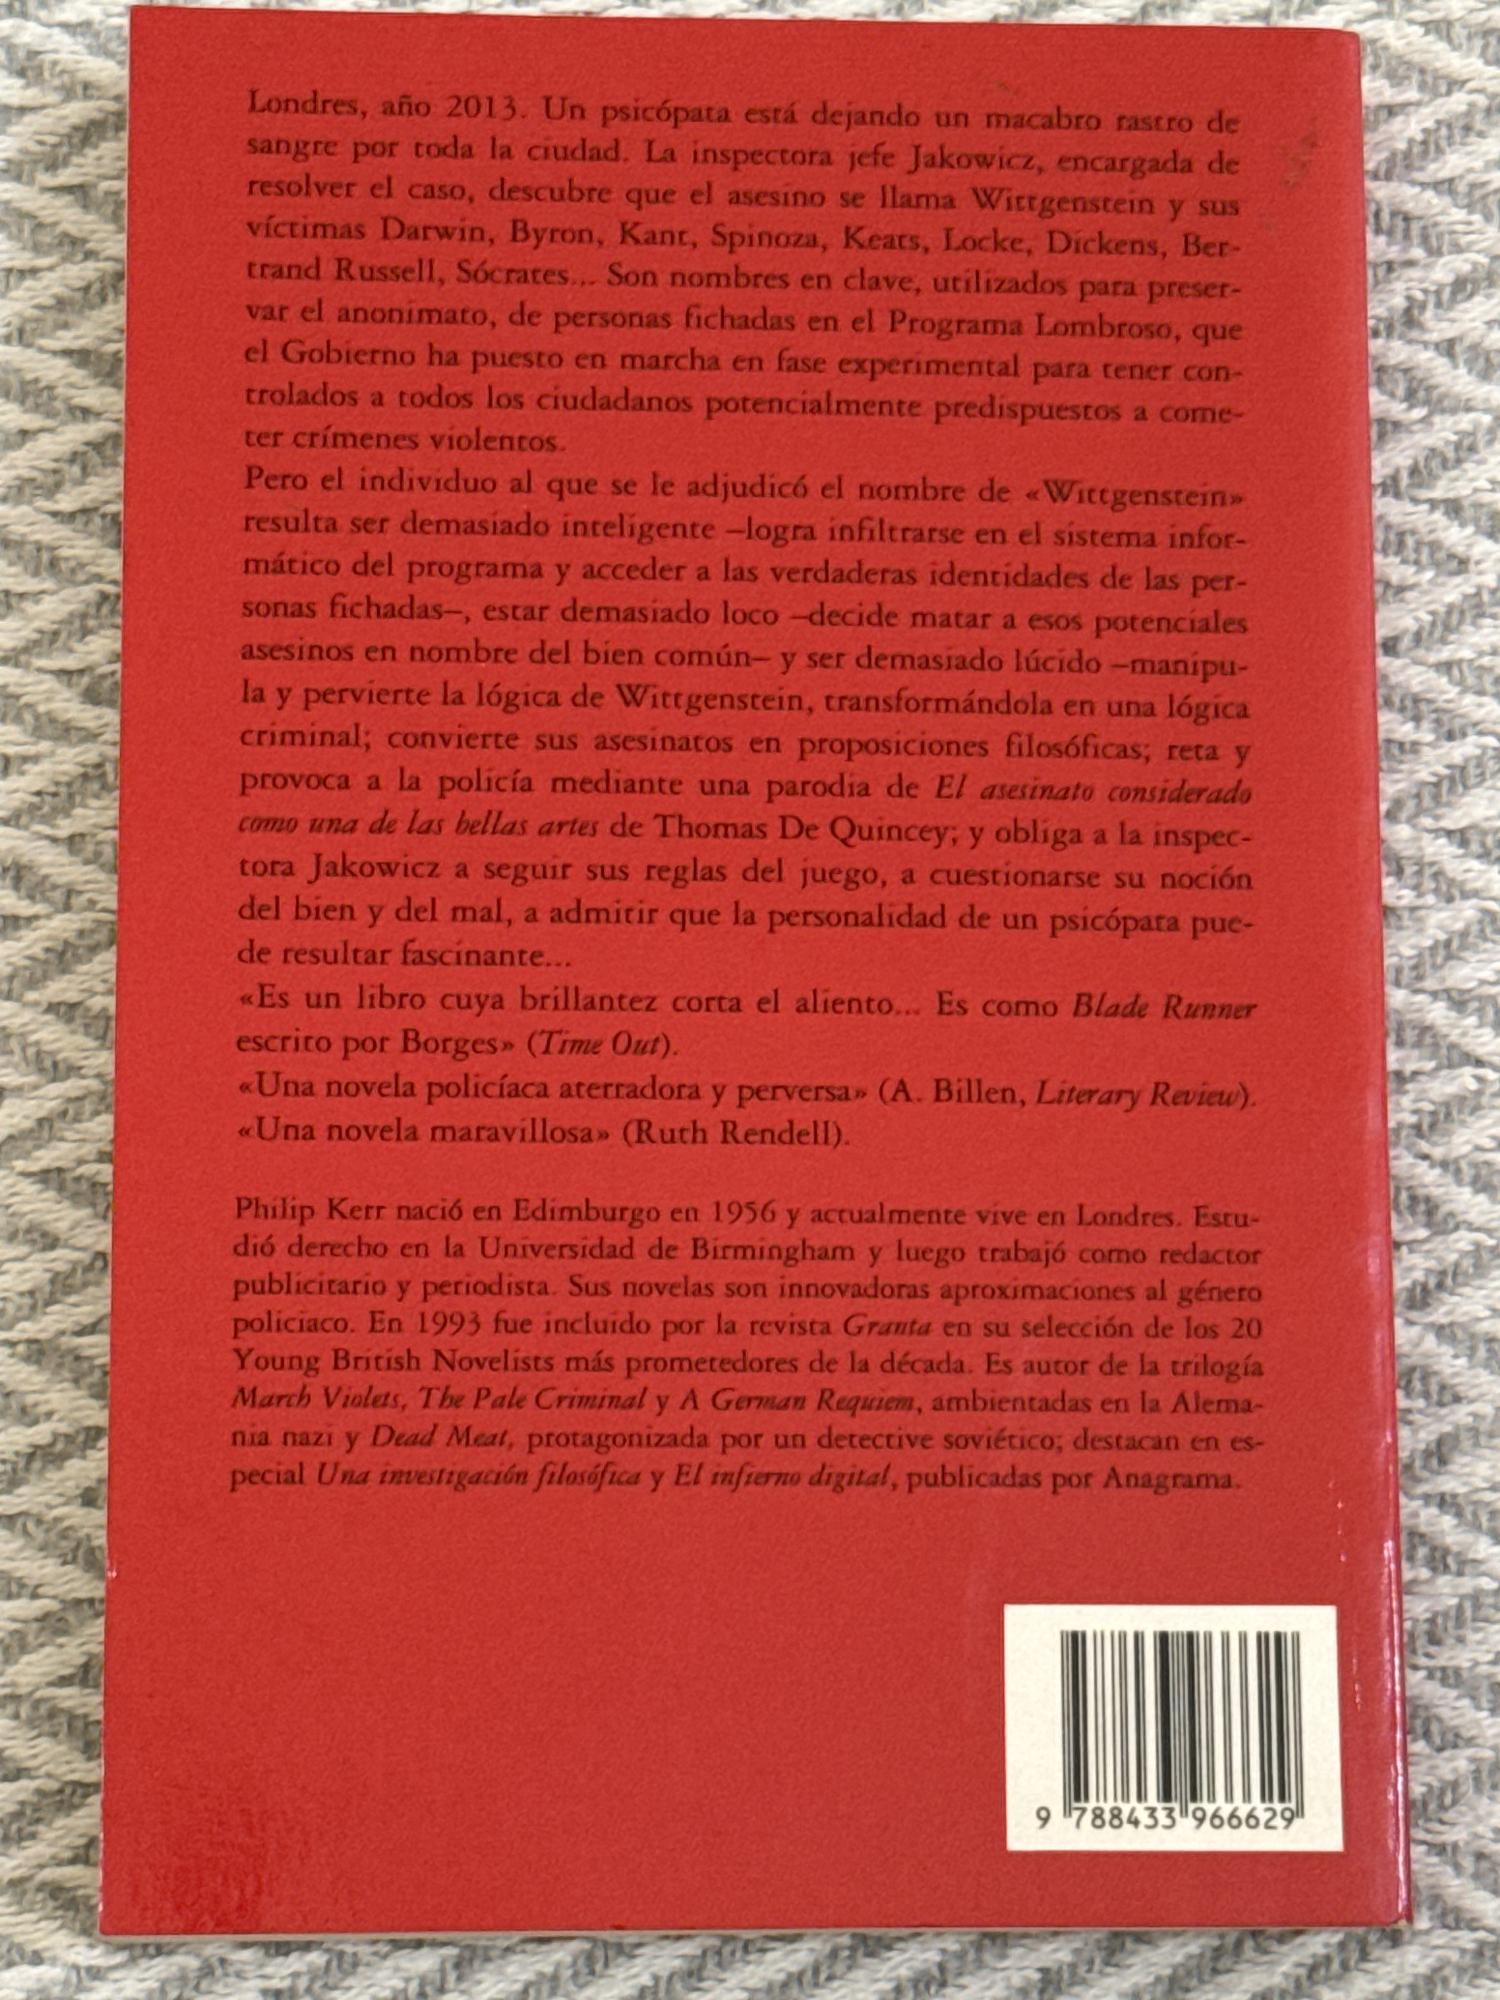 Londres, año 2013. Un psicópata está dejando un macabro rastro de
sangre por toda la ciudad. La inspectora jefe Jakowicz, encargada de
resolver el caso, descubre que el asesino se llama Wittgenstein y sus
víctimas Darwin, Byron, Kant, Spinoza, Keats, Locke, Dickens, Ber-
trand Russell, Sócrates... Son nombres en clave, utilizados para preser-
var el anonimato, de personas fichadas en el Programa Lombroso, que
el Gobierno ha puesto en marcha en fase experimental para tener con-
trolados a todos los ciudadanos potencialmente predispuestos a come-
ter crímenes violentos.
Pero el individuo al que se le adjudicó el nombre de «Wittgenstein»
resulta ser demasiado inteligente –logra infiltrarse en el sistema infor-
mático del programa y acceder a las verdaderas identidades de las per-
sonas fichadas–, estar demasiado loco –decide matar a esos potenciales
asesinos en nombre del bien común– y ser demasiado lúcido –manipu-
la y pervierte la lógica de Wittgenstein, transformándola en una lógica
criminal; convierte sus asesinatos en proposiciones filosóficas; reta y
provoca a la policía mediante una parodia de El asesinato considerado
como una de las bellas artes de Thomas De Quincey; y obliga a la inspec-
tora Jakowicz a seguir sus reglas del juego, a cuestionarse su noción
del bien y del mal, a admitir que la personalidad de un psicópata pue-
de resultar fascinante...
«Es un libro cuya brillantez corta el aliento... Es como Blade Runner
escrito por Borges» (Time Out).
«Una novela policíaca aterradora y perversa» (A. Billen, Literary Review).
«Una novela maravillosa» (Ruth Rendell).
Philip Kerr nació en Edimburgo en 1956 y actualmente vive en Londres. Estu-
dió derecho en la Universidad de Birmingham y luego trabajó como redactor
publicitario y periodista. Sus novelas son innovadoras aproximaciones al género
policiaco. En 1993 fue incluido por la revista Granta en su selección de los 20
Young British Novelists más prometedores de la década. Es autor de la trilogía
March Violets, The Pale Criminal y A German Requiem, ambientadas en la Alema-
nia nazi y Dead Meat, protagonizada por un detective soviético; destacan en es-
pecial Una investigación filosófica y El infierno digital, publicadas por Anagrama.
9 788433 966629